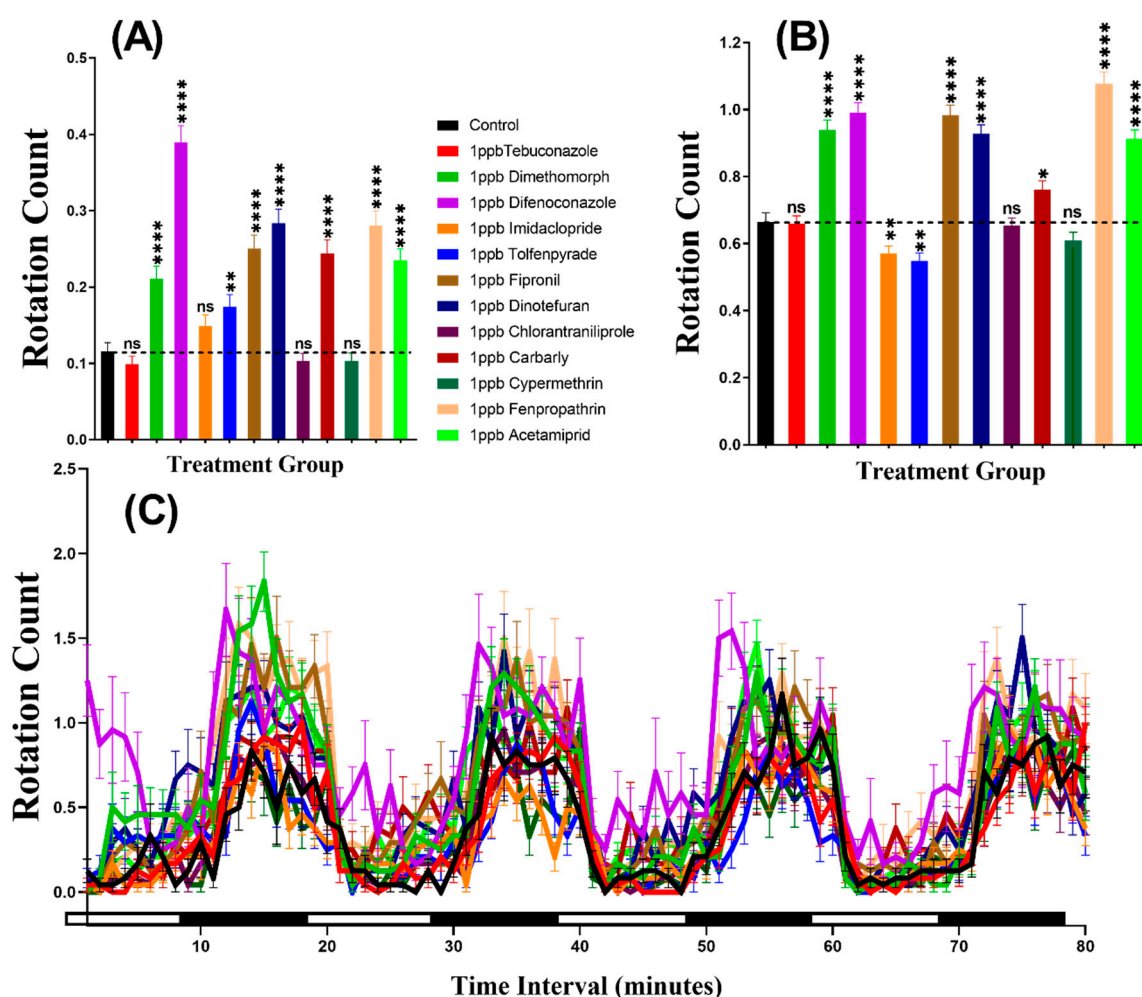 (A)
Rotation Count
0.5
0.4
0.3
0.2
0.1
0.0
ns
****
****
ns
**
****
****
ns
****
ns
****
****
Treatment Group
Control
1ppbTebuconazole
1ppb Dimethomorph
1ppb Difenoconazole
1ppb Imidaclopride
1ppb Tolfenpyrade
1ppb Fipronil
1ppb Dinotefuran
1ppb Chlorantraniliprole
1ppb Carbarly
1ppb Cypermethrin
1ppb Fenpropathrin
1ppb Acetamiprid
(B)
Rotation Count
1.2
1.0
0.8
0.6
0.4
0.2
0.0
ns
****
****
**
**
****
****
ns
*
ns
****
****
Treatment Group
(C)
Rotation Count
2.5
2.0
1.5
1.0
0.5
0.0
10 20 30 40 50 60 70 80
Time Interval (minutes)